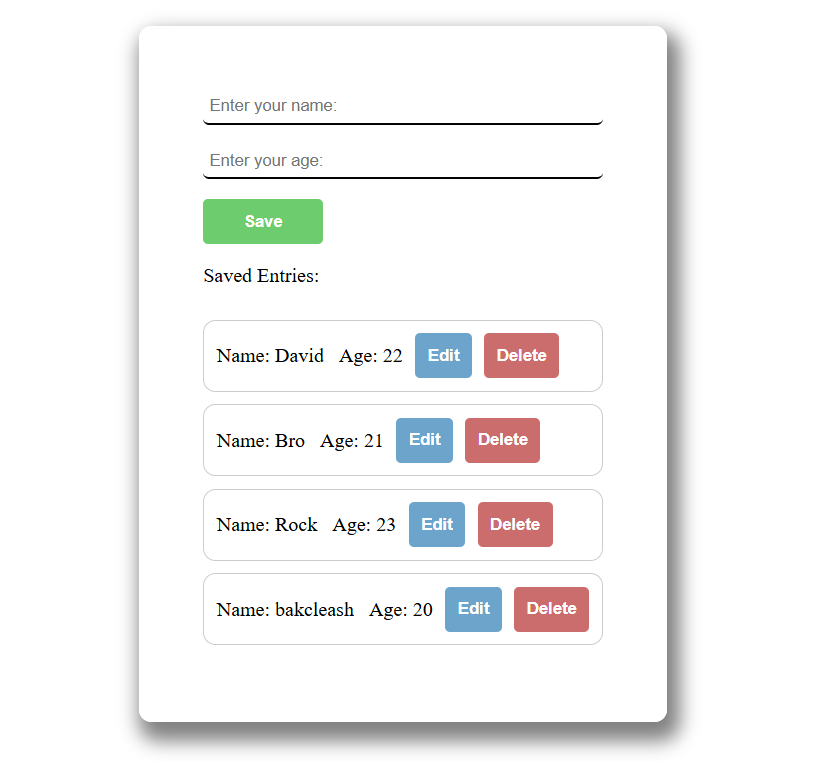 Enter your name:
Enter your age:
Save
Saved Entries:
Name: David Age: 22 Edit Delete
Name: Bro Age: 21 Edit Delete
Name: Rock Age: 23 Edit Delete
Name: bakcleash Age: 20 Edit Delete